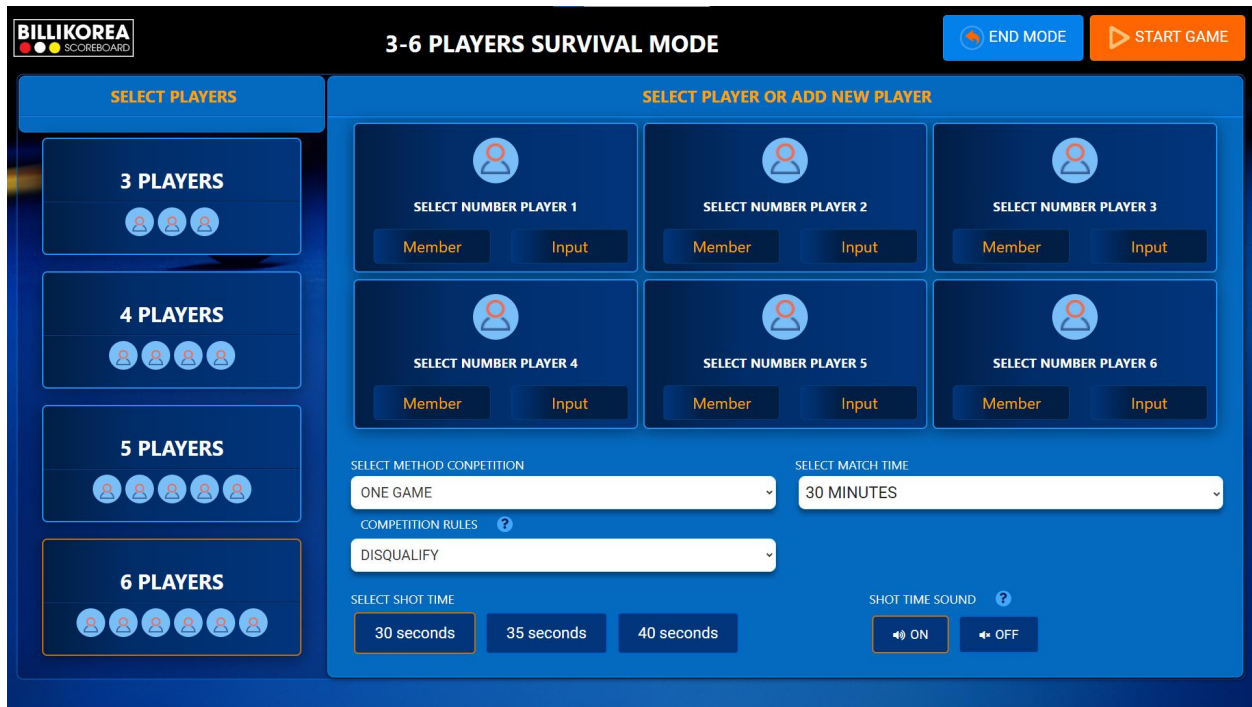 BILLIKOREA
SCOREBOARD
3-6 PLAYERS SURVIVAL MODE
END MODE
START GAME
SELECT PLAYERS
3 PLAYERS
4 PLAYERS
5 PLAYERS
6 PLAYERS
SELECT PLAYER OR ADD NEW PLAYER
SELECT NUMBER PLAYER 1
Member Input
SELECT NUMBER PLAYER 2
Member Input
SELECT NUMBER PLAYER 3
Member Input
SELECT NUMBER PLAYER 4
Member Input
SELECT NUMBER PLAYER 5
Member Input
SELECT NUMBER PLAYER 6
Member Input
SELECT METHOD CONPETITION
ONE GAME
SELECT MATCH TIME
30 MINUTES
COMPETITION RULES ?
DISQUALIFY
SELECT SHOT TIME
30 seconds 35 seconds 40 seconds
SHOT TIME SOUND ?
ON OFF